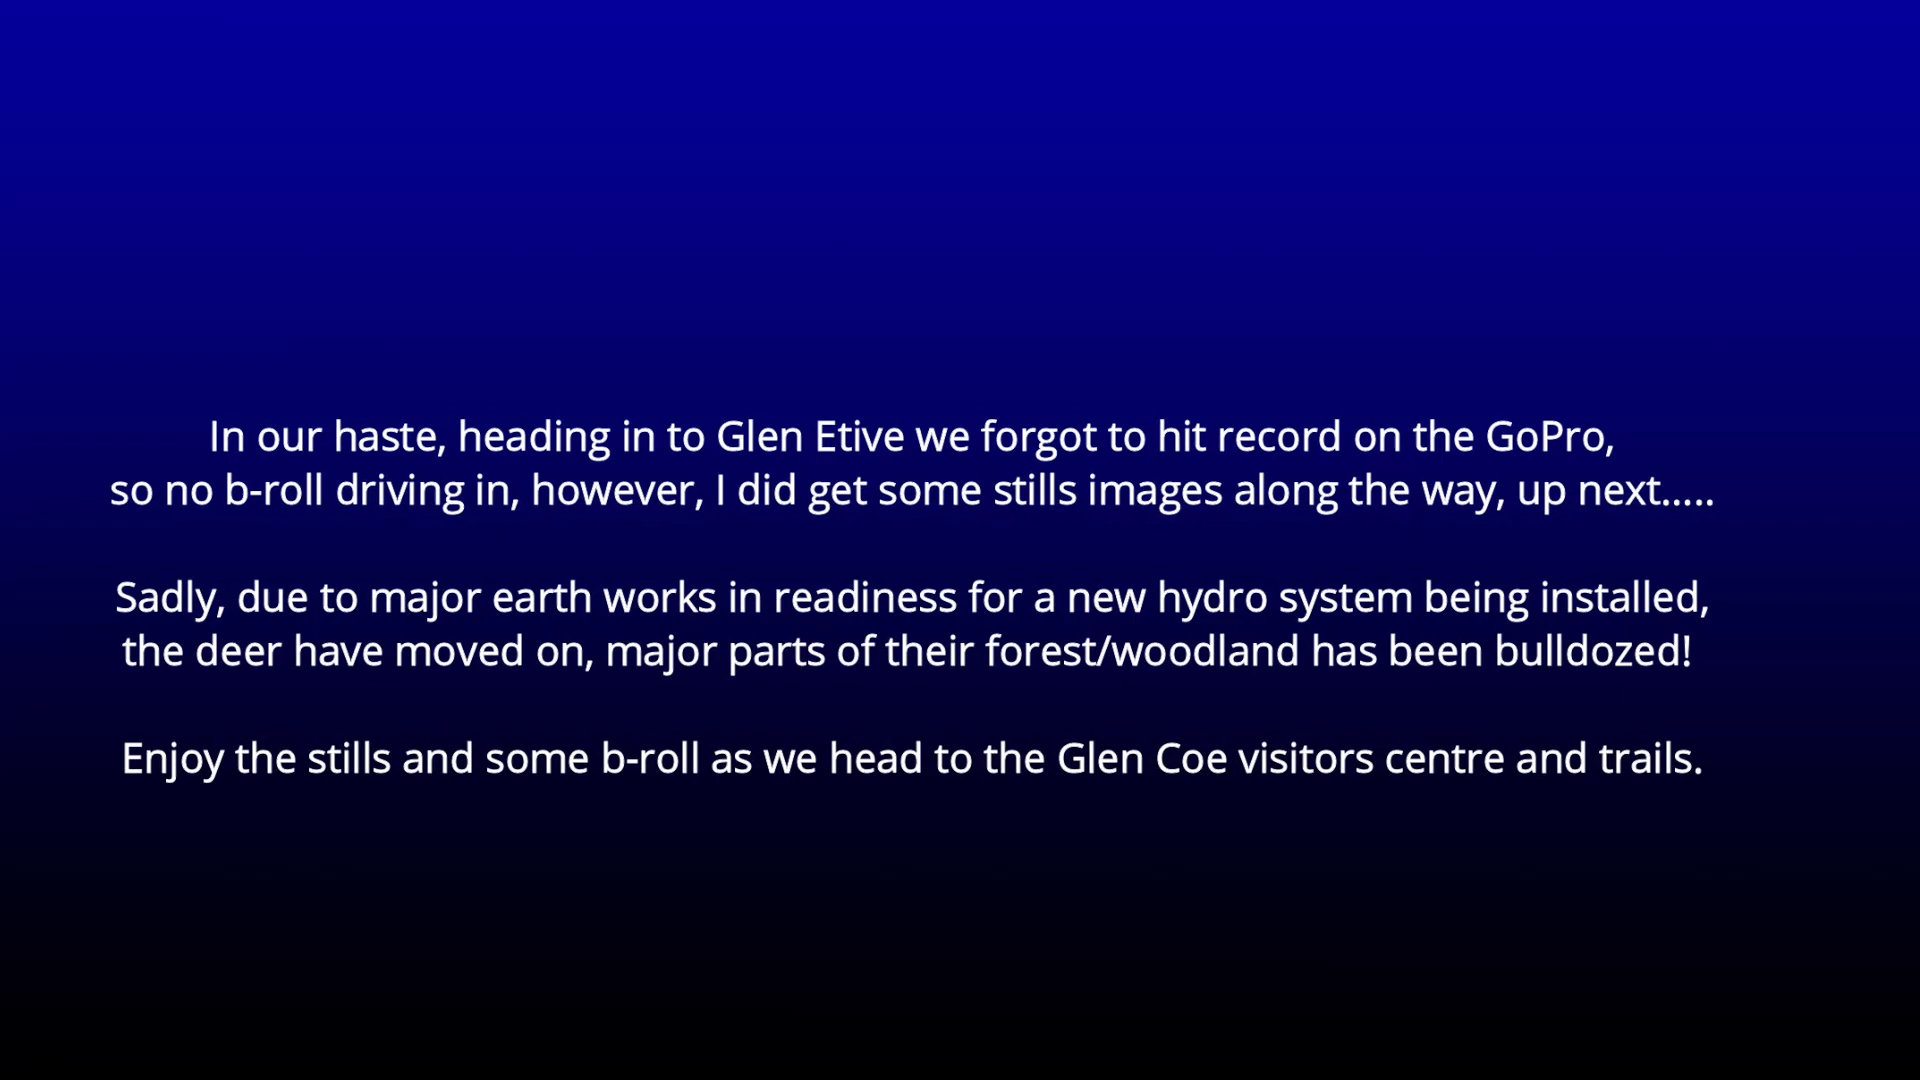 In our haste, heading in to Glen Etive we forgot to hit record on the GoPro,
so no b-roll driving in, however, I did get some stills images along the way, up next.....
Sadly, due to major earth works in readiness for a new hydro system being installed,
the deer have moved on, major parts of their forest/woodland has been bulldozed!
Enjoy the stills and some b-roll as we head to the Glen Coe visitors centre and trails.